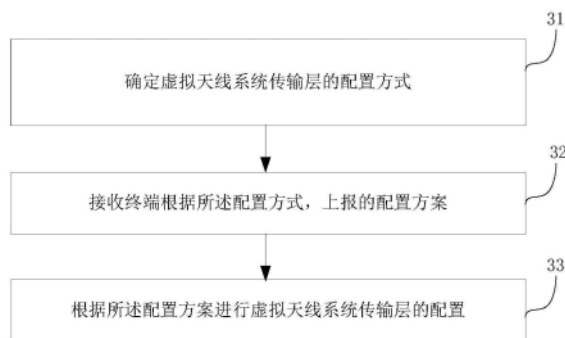 31
确定虚拟天线系统传输层的配置方式
32
接收终端根据所述配置方式，上报的配置方案
33
根据所述配置方案进行虚拟天线系统传输层的配置